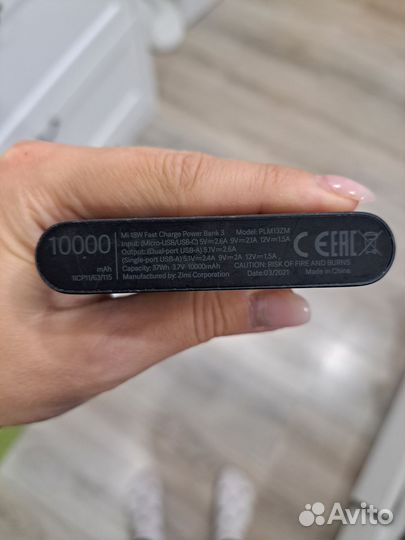 10000
mAh
1ICP11/63/115
Mi 18W Fast Charge Power Bank 3 PLM13ZM
Input: (Micro-USB/USB-C) 5V⎓2.6A 9V⎓2.1A 12V⎓1.5A
Output: (Dual-port USB-A) 5.1V⎓2.6A
(Single-port USB-A) 5.1V⎓2.4A 9V⎓2A 12V⎓1.5A
Capacity: 37Wh 3.7V⎓10000mAh
Manufactured by: Zimi Corporation
CE EAC
CAUTION: RISK OF FIRE AND BURNS
Date:03/2021 Made in China
Avito